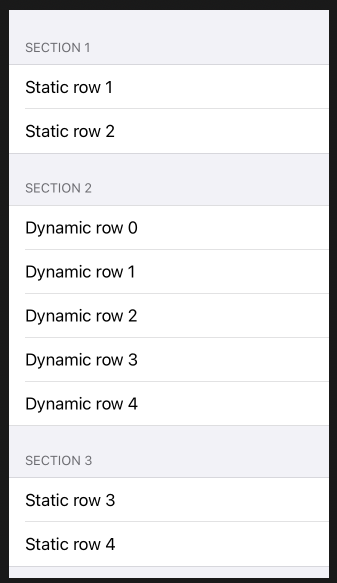 SECTION 1
Static row 1
Static row 2
SECTION 2
Dynamic row 0
Dynamic row 1
Dynamic row 2
Dynamic row 3
Dynamic row 4
SECTION 3
Static row 3
Static row 4